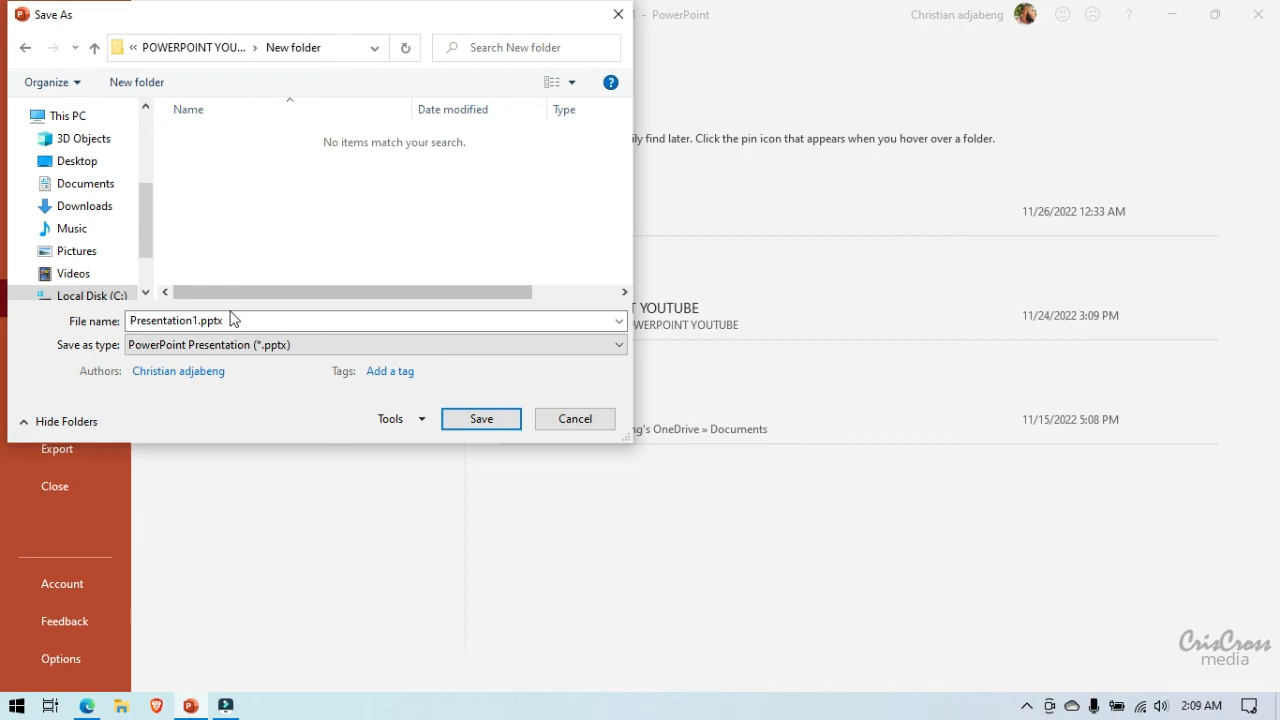 Save As
1 - PowerPoint
Christian adjabeng
?
« POWERPOINT YOU... › New folder
Search New folder
Organize
New folder
?
Name
Date modified
Type
No items match your search.
This PC
3D Objects
Desktop
Documents
Downloads
Music
Pictures
Videos
Local Disk (C:)
ily find later. Click the pin icon that appears when you hover over a folder.
11/26/2022 12:33 AM
T YOUTUBE
WERPOINT YOUTUBE
11/24/2022 3:09 PM
File name: Presentation1.pptx
Save as type: PowerPoint Presentation (*.pptx)
Authors: Christian adjabeng
Tags: Add a tag
Hide Folders
Tools
Save
Cancel
ng's OneDrive » Documents
11/15/2022 5:08 PM
Export
Close
Account
Feedback
Options
CrisCross
media
2:09 AM